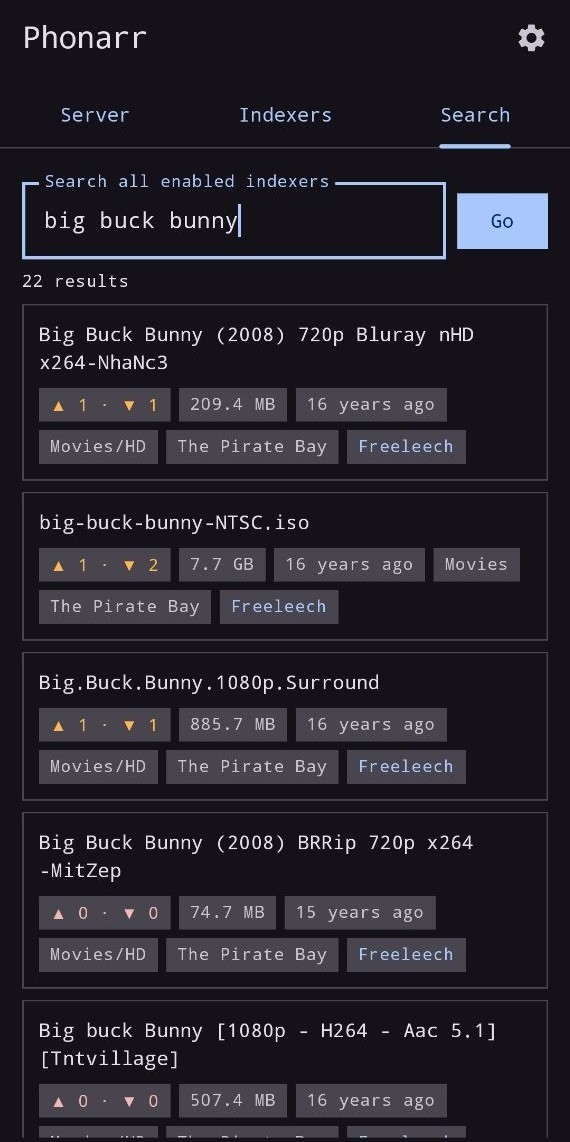 Phonarr
Server Indexers Search
Search all enabled indexers
big buck bunny
Go
22 results
Big Buck Bunny (2008) 720p Bluray nHD
x264-NhaNc3
▲ 1 · ▼ 1 209.4 MB 16 years ago
Movies/HD The Pirate Bay Freeleech
big-buck-bunny-NTSC.iso
▲ 1 · ▼ 2 7.7 GB 16 years ago Movies
The Pirate Bay Freeleech
Big.Buck.Bunny.1080p.Surround
▲ 1 · ▼ 1 885.7 MB 16 years ago
Movies/HD The Pirate Bay Freeleech
Big Buck Bunny (2008) BRRip 720p x264
-MitZep
▲ 0 · ▼ 0 74.7 MB 15 years ago
Movies/HD The Pirate Bay Freeleech
Big buck Bunny [1080p - H264 - Aac 5.1]
[Tntvillage]
▲ 0 · ▼ 0 507.4 MB 16 years ago